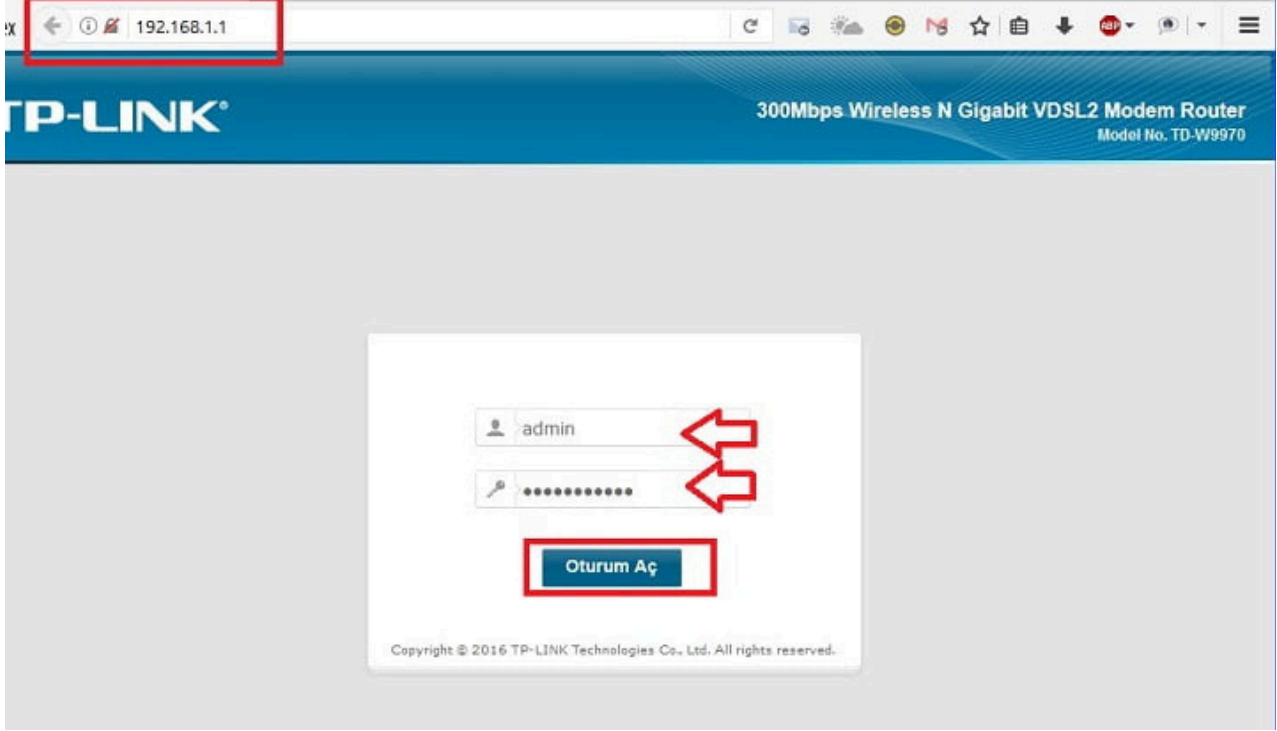 192.168.1.1
TP-LINK®
300Mbps Wireless N Gigabit VDSL2 Modem Router
Model No. TD-W9970
admin
Oturum Aç
Copyright © 2016 TP-LINK Technologies Co., Ltd. All rights reserved.